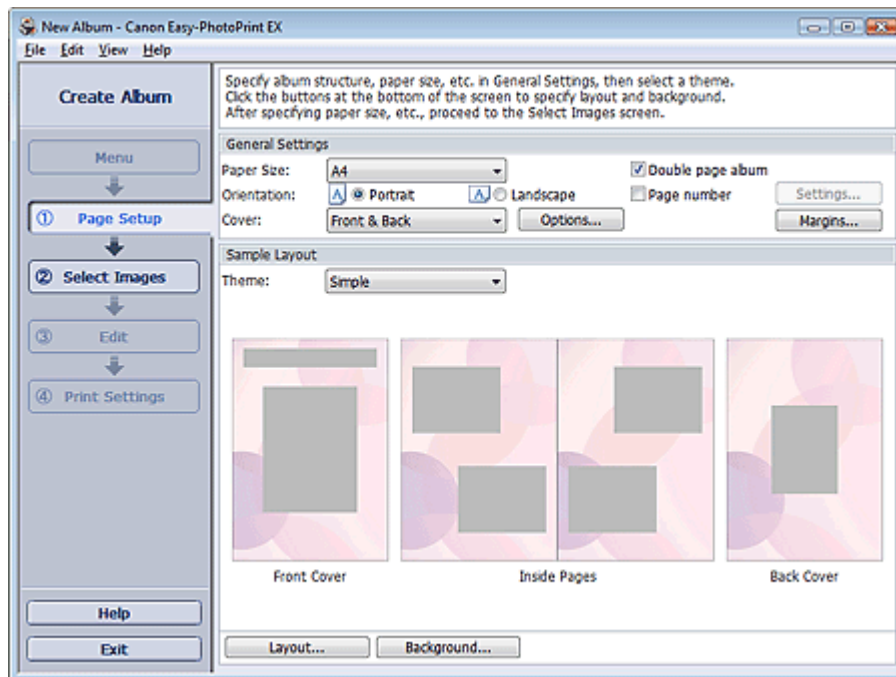 New Album - Canon Easy-PhotoPrint EX
File Edit View Help
Create Album
Menu
① Page Setup
② Select Images
③ Edit
④ Print Settings
Help
Exit
Specify album structure, paper size, etc. in General Settings, then select a theme.
Click the buttons at the bottom of the screen to specify layout and background.
After specifying paper size, etc., proceed to the Select Images screen.
General Settings
Paper Size: A4 Double page album
Orientation: A Portrait A Landscape Page number Settings...
Cover: Front & Back Options... Margins...
Sample Layout
Theme: Simple
Front Cover Inside Pages Back Cover
Layout... Background...